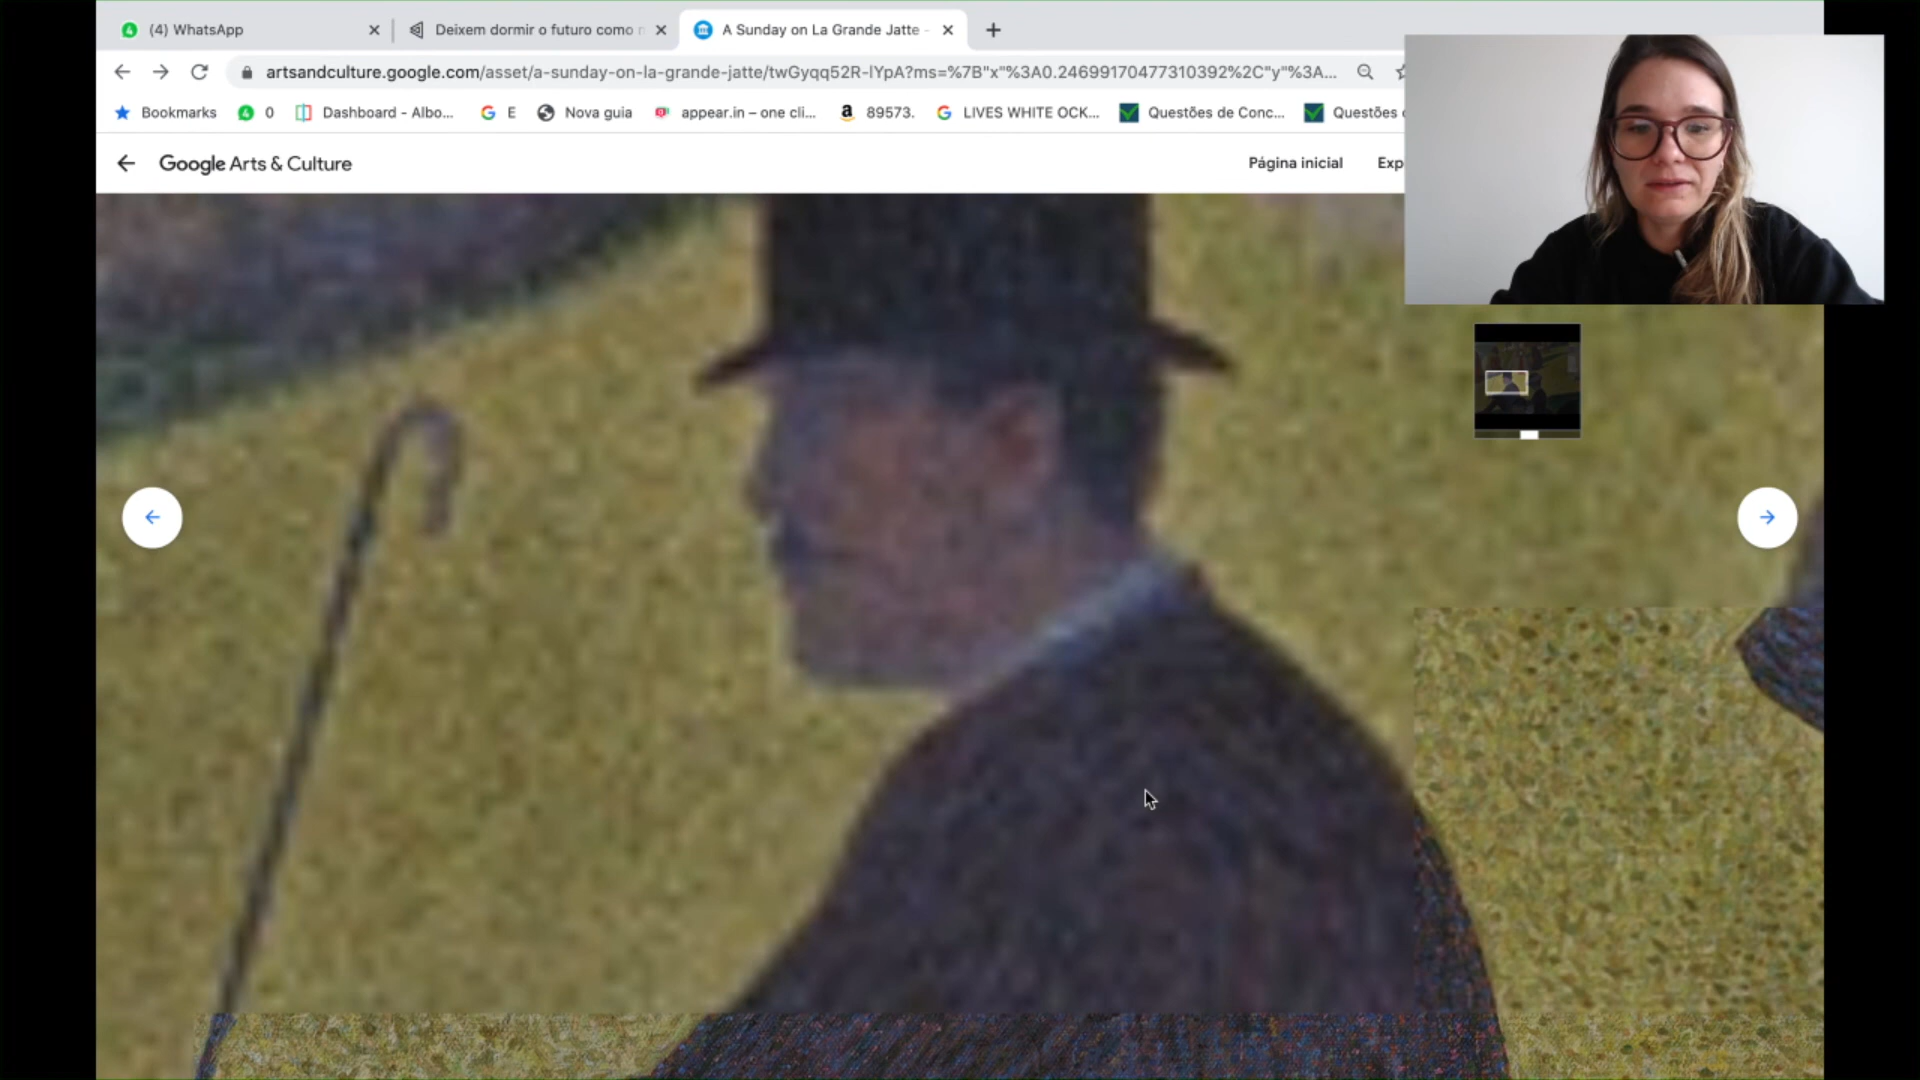 (4) WhatsApp
Deixem dormir o futuro como
A Sunday on La Grande Jatte -
artsandculture.google.com/asset/a-sunday-on-la-grande-jatte/twGyqq52R-lYpA?ms=%7B"x"%3A0.24699170477310392%2C"y"%3A...
Bookmarks 0 Dashboard - Albo... E Nova guia appear.in – one cli... 89573. LIVES WHITE OCK... Questões de Conc... Questões
Google Arts & Culture
Página inicial Exp